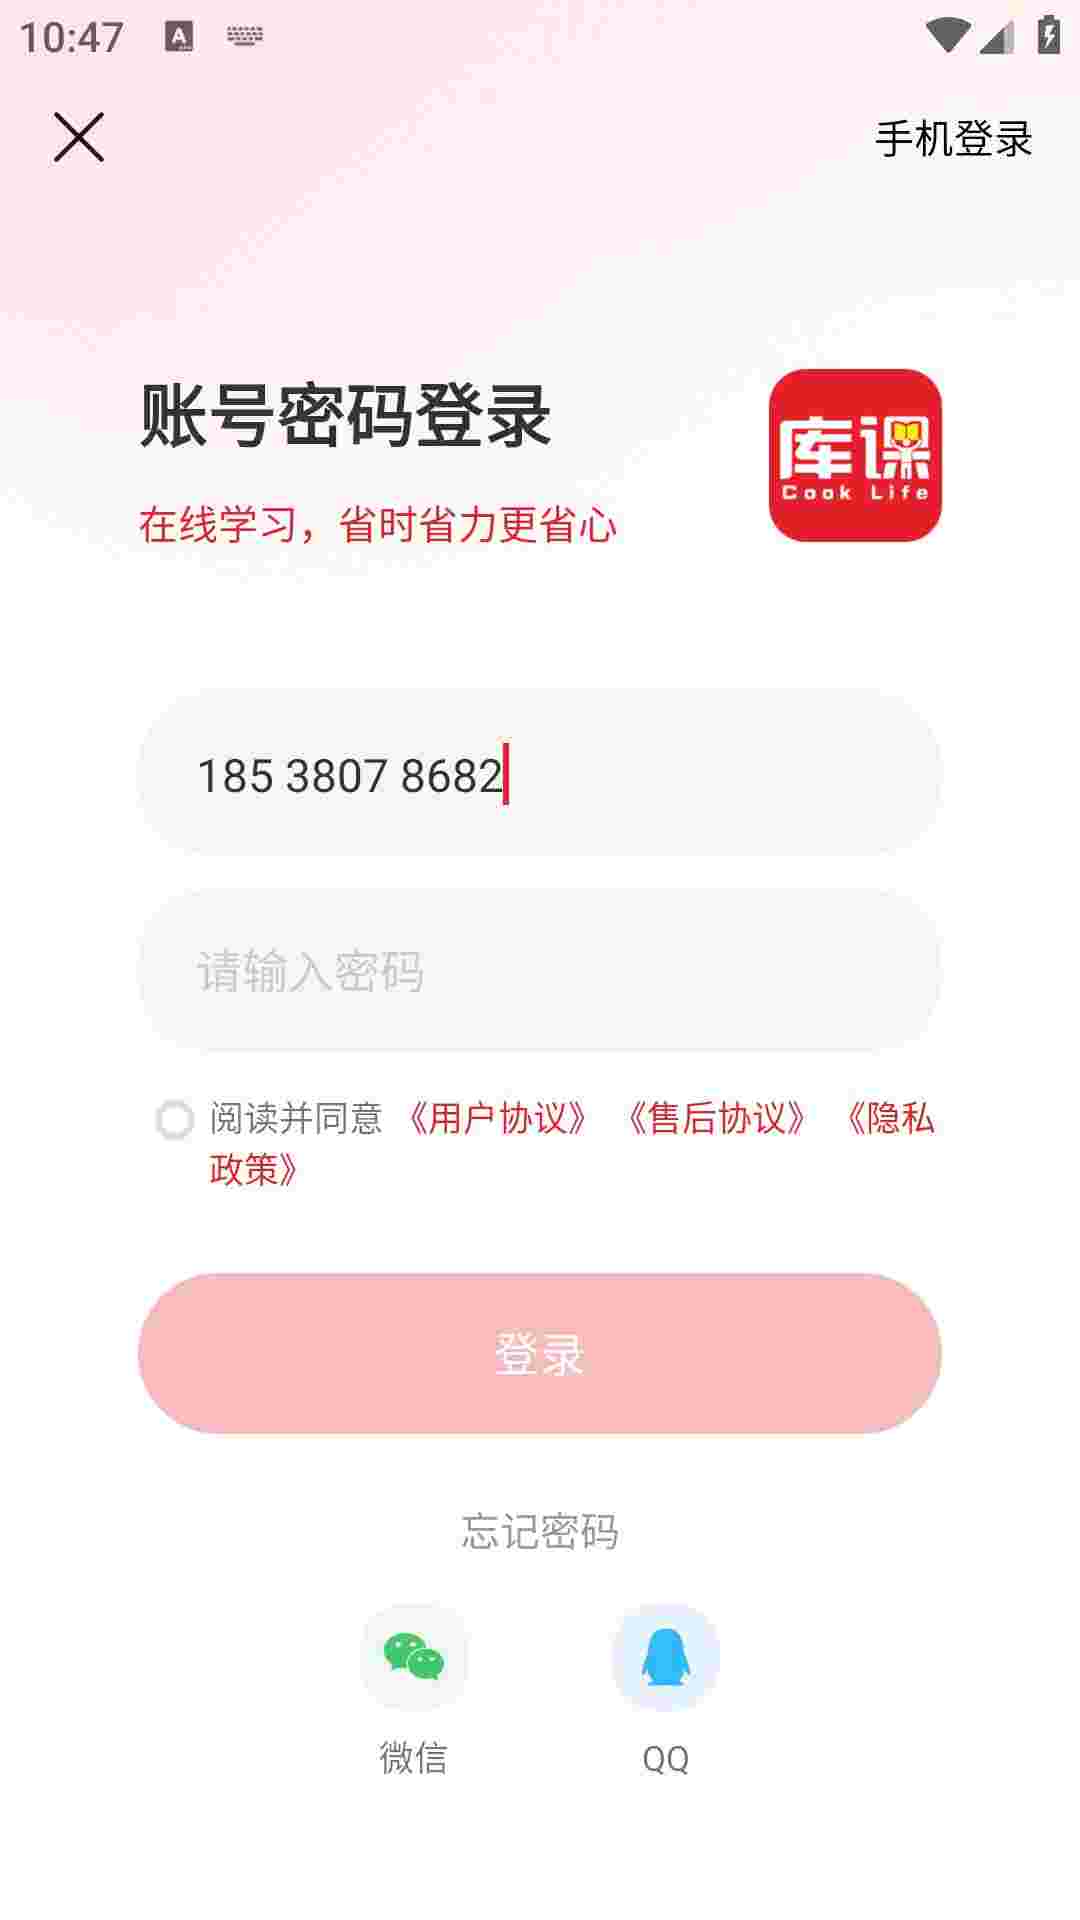 10:47
手机登录
账号密码登录
库课
Cook Life
在线学习，省时省力更省心
185 3807 8682
请输入密码
阅读并同意 《用户协议》 《售后协议》 《隐私
政策》
登录
忘记密码
微信
QQ